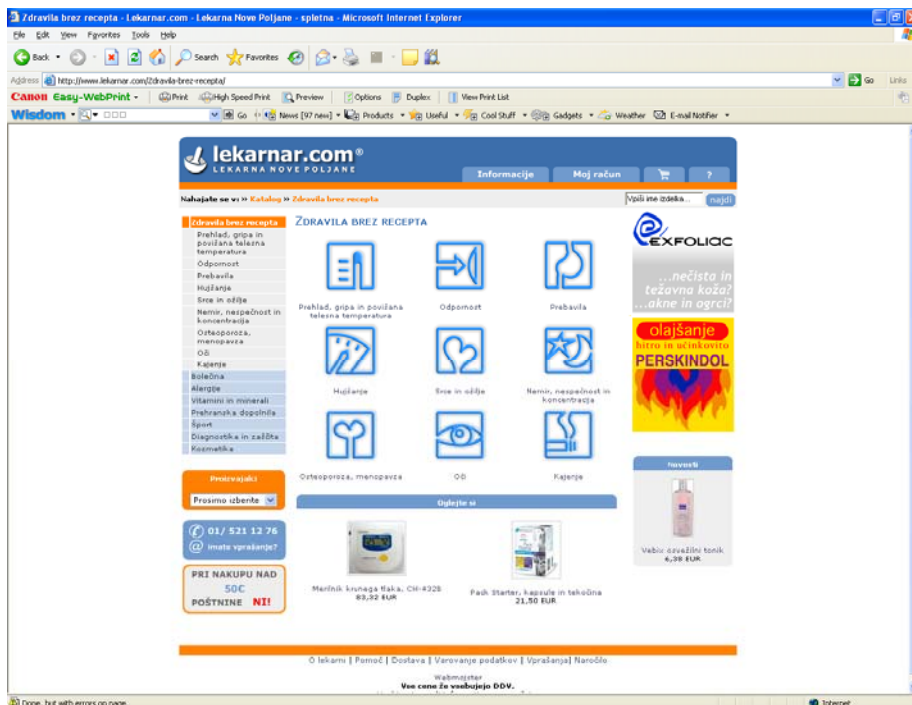 Zdravila brez recepta - Lekarnar.com - Lekarna Nove Poljane - spletna - Microsoft Internet Explorer
File Edit View Favorites Tools Help
Back Search Favorites
Address http://www.lekarnar.com/Zdravila-brez-recepta/ Go Links
Canon Easy-WebPrint Print High Speed Print Preview Options Duplex View Print List
Wisdom Go News [97 new] Products Useful Cool Stuff Gadgets Weather E-mail Notifier
lekarnar.com®
LEKARNA NOVE POLJANE
Informacije Moj račun ?
Nahajate se v: » Katalog » Zdravila brez recepta
Vpiši ime izdelka... najdi
Zdravila brez recepta
Prehlad, gripa in
povišana telesna
temperatura
Odpornost
Prebavila
Hujšanje
Srce in ožilje
Nemir, nespečnost in
koncentracija
Osteoporoza,
menopavza
Oči
Kajenje
Bolečina
Alergije
Vitamini in minerali
Prehranska dopolnila
Šport
Diagnostika in zaščita
Kozmetika
Proizvajalci
Prosimo izberite
01/ 521 12 76
@ Imate vprašanje?
PRI NAKUPU NAD
50€
POŠTNINE NI!
ZDRAVILA BREZ RECEPTA
Prehlad, gripa in povišana
telesna temperatura
Odpornost
Prebavila
Hujšanje
Srce in ožilje
Nemir, nespečnost in
koncentracija
Osteoporoza, menopavza
Oči
Kajenje
Oglejte si
Merilnik krvnega tlaka, CH-432B
83,32 EUR
Padk Starter, kapsule in tekočina
21,50 EUR
EXFOLIAC
...nečista in
težavna koža?
...akne in ogrci?
olajšanje
hitro in učinkovito
PERSKINDOL
Novosti
Vebix osvežilni tonik
6,38 EUR
O lekarni | Pomoč | Dostava | Varovanje podatkov | Vprašanja| Naročilo
Webmojster
Vse cene že vsebujejo DDV.
Done, but with errors on page. Internet